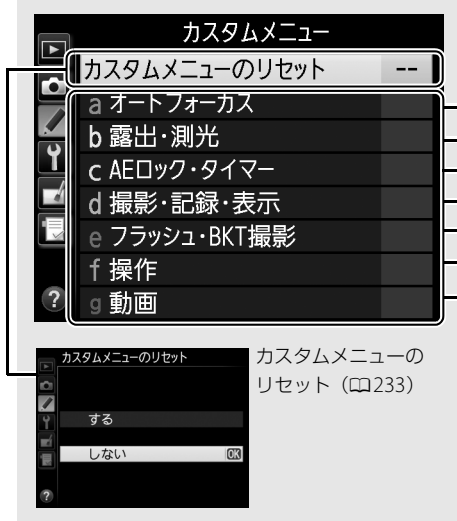 カスタムメニュー
カスタムメニューのリセット --
a オートフォーカス
b 露出・測光
c AEロック・タイマー
d 撮影・記録・表示
e フラッシュ・BKT撮影
f 操作
g 動画
?
カスタムメニューのリセット
する
しない OK
?
カスタムメニューの
リセット（📖233）